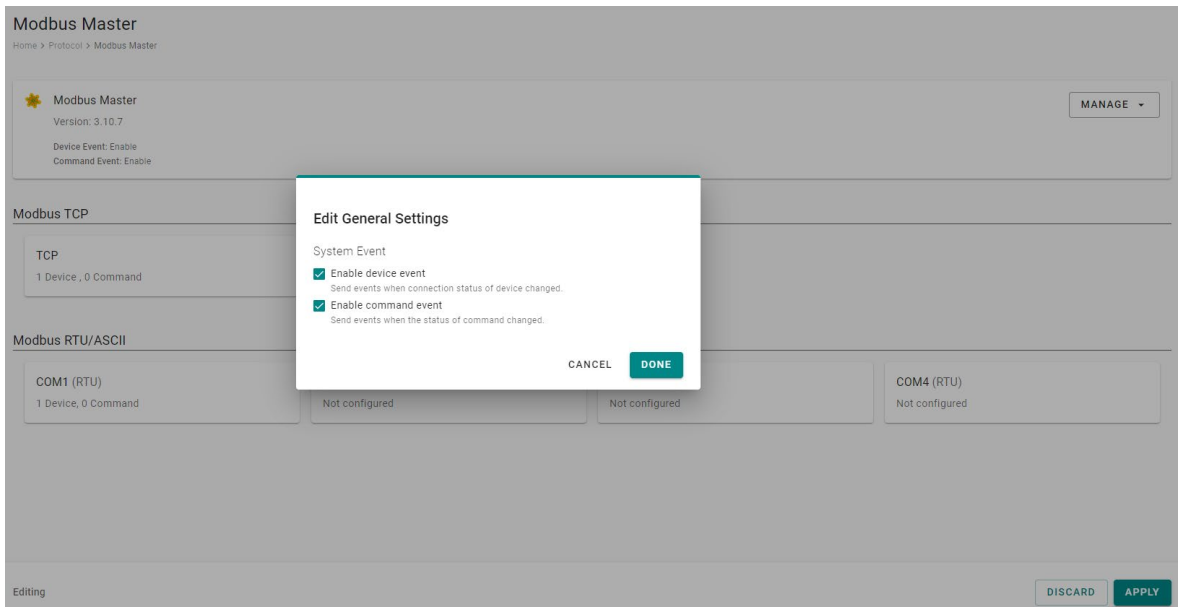 Modbus Master
Home > Protocol > Modbus Master
Modbus Master
Version: 3.10.7
Device Event: Enable
Command Event: Enable
MANAGE
Modbus TCP
TCP
1 Device , 0 Command
Edit General Settings
System Event
Enable device event
Send events when connection status of device changed.
Enable command event
Send events when the status of command changed.
CANCEL
DONE
Modbus RTU/ASCII
COM1 (RTU)
1 Device, 0 Command
Not configured
Not configured
COM4 (RTU)
Not configured
Editing
DISCARD
APPLY